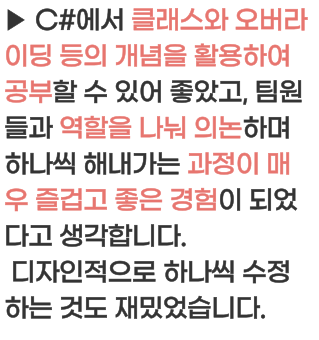 ▶ C#에서 클래스와 오버라
이딩 등의 개념을 활용하여
공부할 수 있어 좋았고, 팀원
들과 역할을 나눠 의논하며
하나씩 해내가는 과정이 매
우 즐겁고 좋은 경험이 되었
다고 생각합니다.
디자인적으로 하나씩 수정
하는 것도 재밌었습니다.